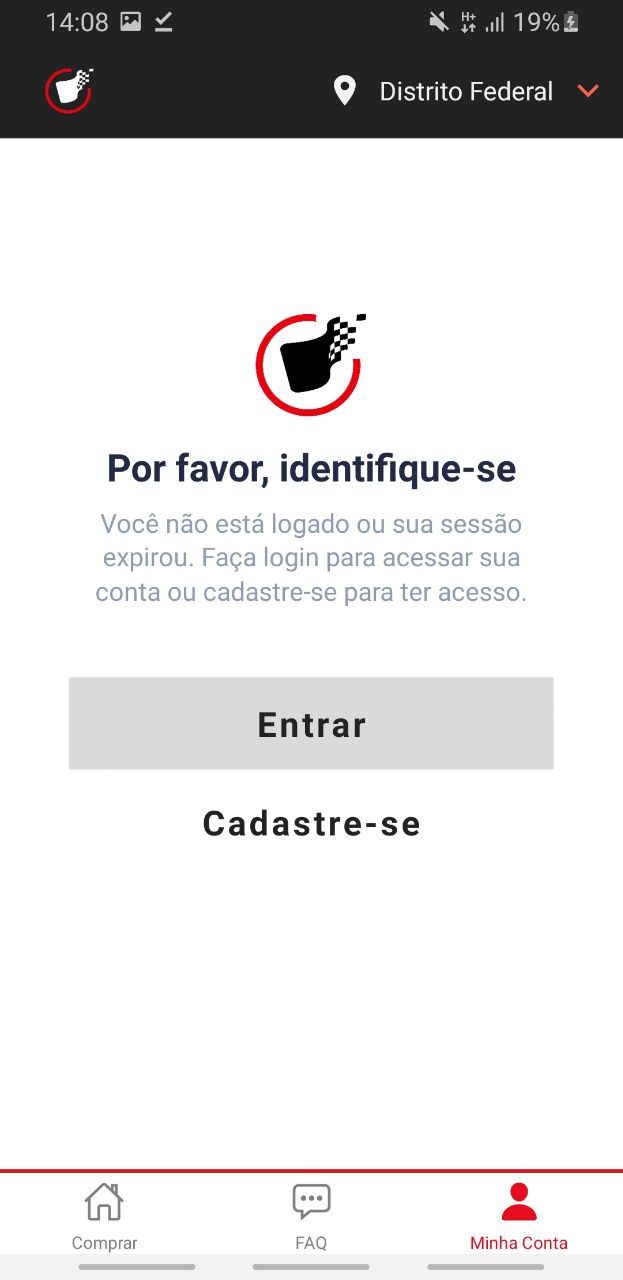 14:08 H+ 19%
Distrito Federal
Por favor, identifique-se
Você não está logado ou sua sessão
expirou. Faça login para acessar sua
conta ou cadastre-se para ter acesso.
Entrar
Cadastre-se
Comprar FAQ Minha Conta